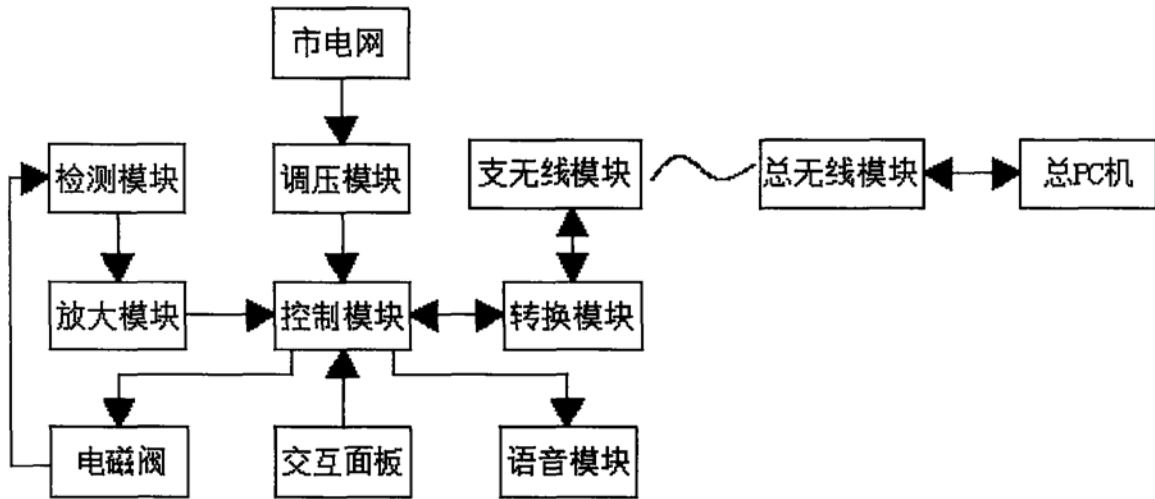 市电网
检测模块
调压模块
支无线模块
总无线模块
总PC机
放大模块
控制模块
转换模块
电磁阀
交互面板
语音模块